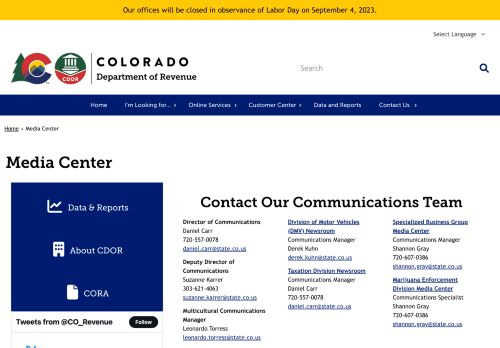 Our offices will be closed in observance of Labor Day on September 4, 2023.
Select Language
CDOR
COLORADO
Department of Revenue
Search
Home
I'm Looking for...
Online Services
Customer Center
Data and Reports
Contact Us
Home › Media Center
Media Center
Data & Reports
About CDOR
CORA
Tweets from @CO_Revenue
Follow
Contact Our Communications Team
Director of Communications
Daniel Carr
720-557-0078
daniel.carr@state.co.us
Deputy Director of
Communications
Suzanne Karrer
303-621-4063
suzanne.karrer@state.co.us
Multicultural Communications
Manager
Leonardo Torress
leonardo.torress@state.co.us
Division of Motor Vehicles
(DMV) Newsroom
Communications Manager
Derek Kuhn
derek.kuhn@state.co.us
Taxation Division Newsroom
Communications Manager
Daniel Carr
720-557-0078
daniel.carr@state.co.us
Specialized Business Group
Media Center
Communications Manager
Shannon Gray
720-607-0386
shannon.gray@state.co.us
Marijuana Enforcement
Division Media Center
Communications Specialist
Shannon Gray
720-607-0386
shannon.gray@state.co.us